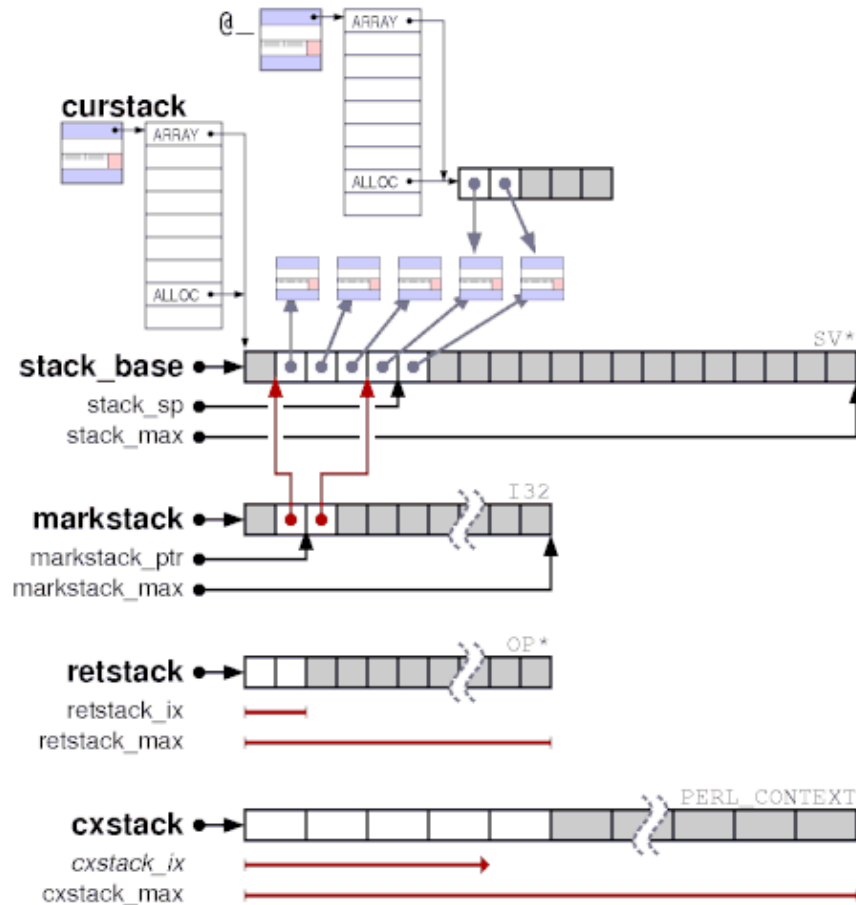 @_
ARRAY
curstack
ARRAY
ALLOC
ALLOC
SV*
stack_base
stack_sp
stack_max
I32
markstack
markstack_ptr
markstack_max
OP*
retstack
retstack_ix
retstack_max
PERL_CONTEXT
cxstack
cxstack_ix
cxstack_max